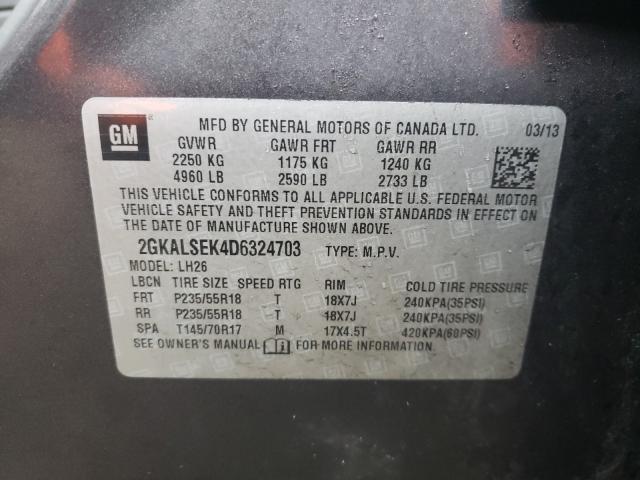 GM
MFD BY GENERAL MOTORS OF CANADA LTD. 03/13
GVWR GAWR FRT GAWR RR
2250 KG 1175 KG 1240 KG
4960 LB 2590 LB 2733 LB
THIS VEHICLE CONFORMS TO ALL APPLICABLE U.S. FEDERAL MOTOR
VEHICLE SAFETY AND THEFT PREVENTION STANDARDS IN EFFECT ON
THE DATE OF MANUFACTURE SHOWN ABOVE.
2GKALSEK4D6324703 TYPE: M.P.V.
MODEL: LH26
LBCN TIRE SIZE SPEED RTG RIM COLD TIRE PRESSURE
FRT P235/55R18 T 18X7J 240KPA(35PSI)
RR P235/55R18 T 18X7J 240KPA(35PSI)
SPA T145/70R17 M 17X4.5T 420KPA(60PSI)
SEE OWNER'S MANUAL FOR MORE INFORMATION